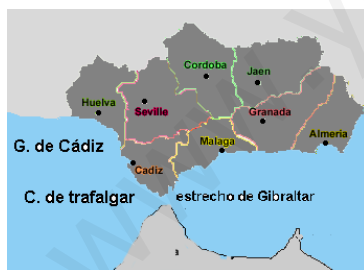 Cordoba
Jaen
Huelva
Seville
Granada
Almeria
Malaga
G. de Cádiz
Cadiz
C. de trafalgar
estrecho de Gibraltar